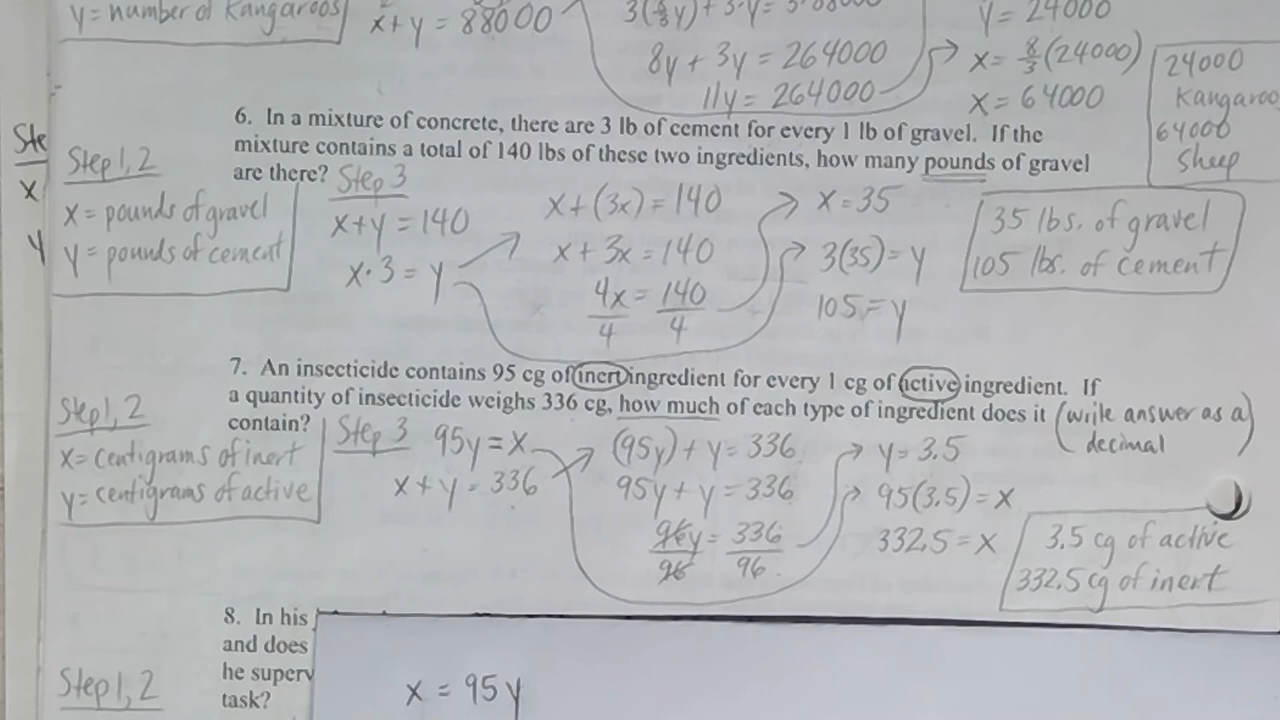 y = number of Kangaroos
x + y = 88000
8y + 3y = 264000
11y = 264000
y = 24000
x = 8/3 (24000)
x = 64000
24000
Kangaroo
64000
Sheep
Ste
x
y
6. In a mixture of concrete, there are 3 lb of cement for every 1 lb of gravel. If the
mixture contains a total of 140 lbs of these two ingredients, how many pounds of gravel
are there?
Step 1, 2
x = pounds of gravel
y = pounds of cement
Step 3
x + y = 140
x · 3 = y
x + (3x) = 140
x + 3x = 140
4x = 140
4 4
x = 35
3(35) = y
105 = y
35 lbs. of gravel
105 lbs. of cement
7. An insecticide contains 95 cg of inert ingredient for every 1 cg of active ingredient. If
a quantity of insecticide weighs 336 cg, how much of each type of ingredient does it (write answer as a
contain? decimal)
Step 1, 2
x = centigrams of inert
y = centigrams of active
Step 3
95y = x
x + y = 336
(95y) + y = 336
95y + y = 336
96y = 336
96 96
y = 3.5
95(3.5) = x
332.5 = x
3.5 cg of active
332.5 cg of inert
8. In his
and does
he superv
task?
Step 1, 2
x = 95y